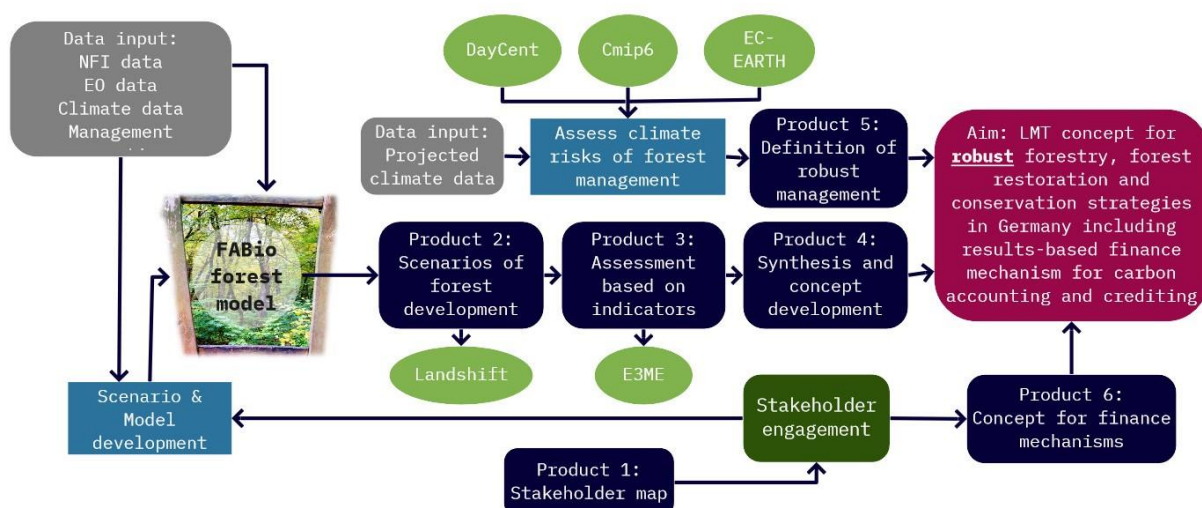 Data input:
NFI data
EO data
Climate data
Management
DayCent
Cmip6
EC-
EARTH
Data input:
Projected
climate data
Assess climate
risks of forest
management
Product 5:
Definition of
robust
management
Aim: LMT concept for
robust forestry, forest
restoration and
conservation strategies
in Germany including
results-based finance
mechanism for carbon
accounting and crediting
FABio
forest
model
Product 2:
Scenarios of
forest
development
Product 3:
Assessment
based on
indicators
Product 4:
Synthesis and
concept
development
Landshift
E3ME
Scenario &
Model
development
Stakeholder
engagement
Product 6:
Concept for finance
mechanisms
Product 1:
Stakeholder map